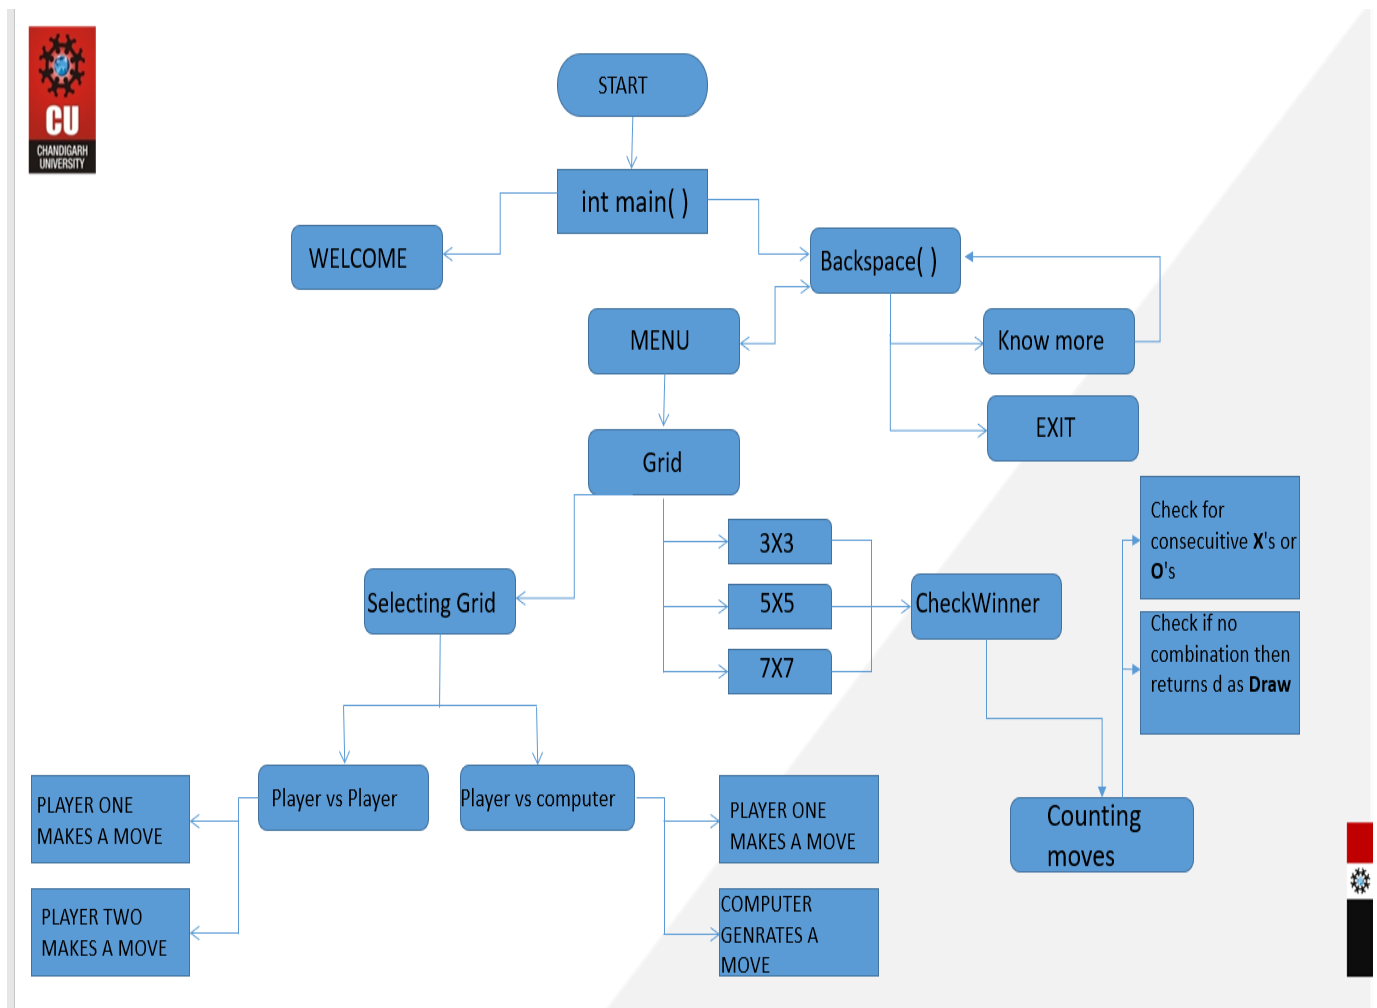 CU
CHANDIGARH
UNIVERSITY
START
int main( )
WELCOME
Backspace( )
MENU
Know more
EXIT
Grid
3X3
5X5
7X7
Selecting Grid
CheckWinner
Check for
consecuitive X's or
O's
Check if no
combination then
returns d as Draw
Player vs Player
Player vs computer
PLAYER ONE
MAKES A MOVE
PLAYER TWO
MAKES A MOVE
PLAYER ONE
MAKES A MOVE
COMPUTER
GENRATES A
MOVE
Counting
moves